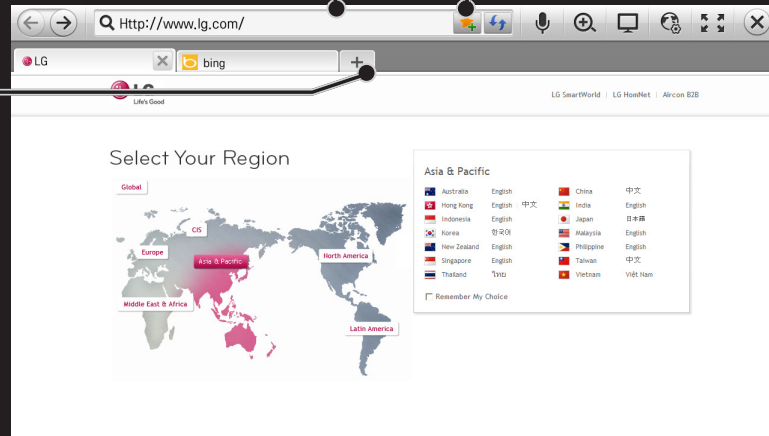 Http://www.lg.com/
LG
bing
LG
Life's Good
LG SmartWorld | LG HomNet | Aircon B2B
Select Your Region
Global
CIS
Europe
Asia & Pacific
North America
Middle East & Africa
Latin America
Asia & Pacific
Australia English China 中文
Hong Kong English 中文 India English
Indonesia English Japan 日本語
Korea 한국어 Malaysia English
New Zealand English Philippine English
Singapore English Taiwan 中文
Thailand ไทย Vietnam Việt Nam
Remember My Choice